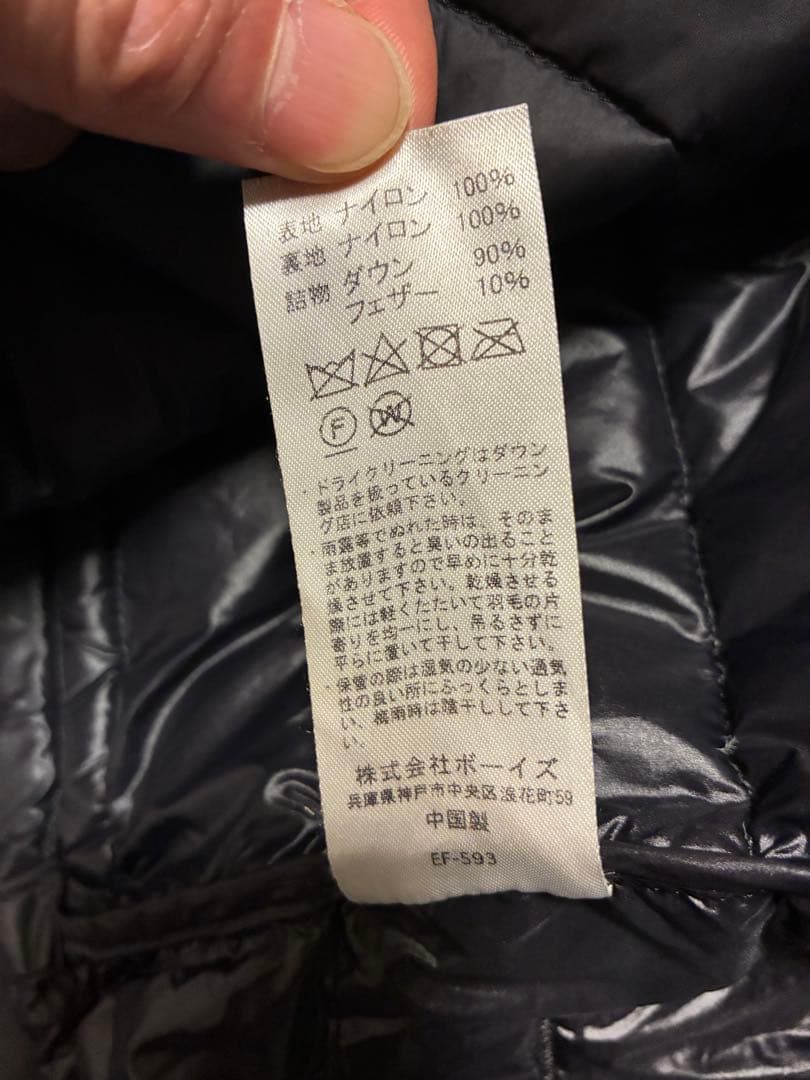 表地 ナイロン 100%
裏地 ナイロン 100%
詰物 ダウン 90%
フェザー 10%
F W
・ドライクリーニングはダウン
製品を扱っているクリーニン
グ店に依頼下さい。
・雨露等でぬれた時は、そのま
ま放置すると臭いの出ること
がありますので早めに十分乾
燥させて下さい。乾燥させる
際には軽くたたいて羽毛の片
寄りを均一にし、吊るさずに
平らに置いて干して下さい。
・保管の際は湿気の少ない通気
性の良い所にふっくらとしま
い、梅雨時は陰干しして下さ
い。
株式会社ボーイズ
兵庫県神戸市中央区浪花町59
中国製
EF-593